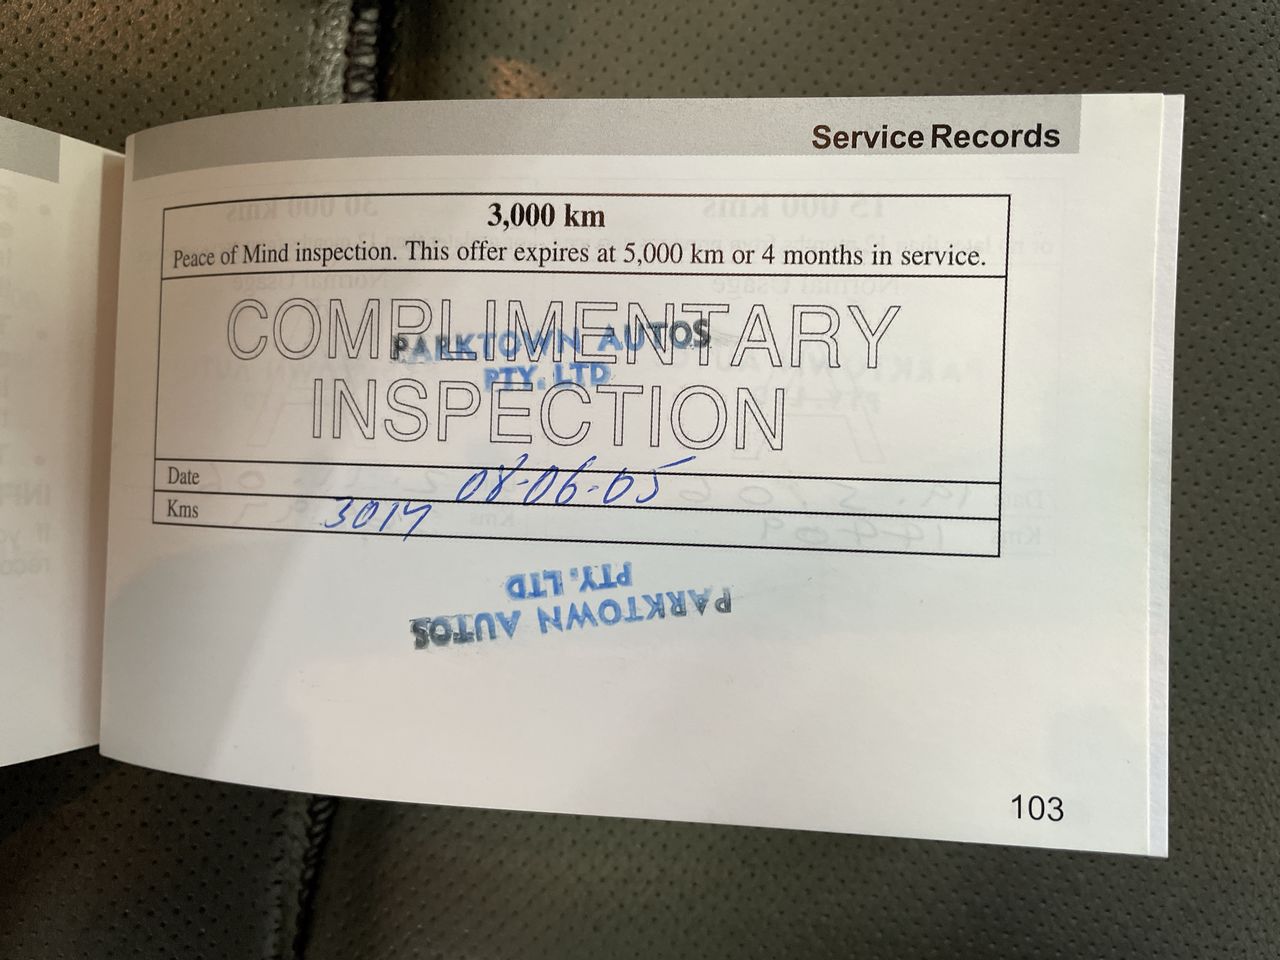 Service Records
3,000 km
Peace of Mind inspection. This offer expires at 5,000 km or 4 months in service.
COMPLIMENTARY
PARKTOWN AUTOS
PTY. LTD
INSPECTION
Date 08-06-05
Kms 3014
PARKTOWN AUTOS
PTY. LTD
103